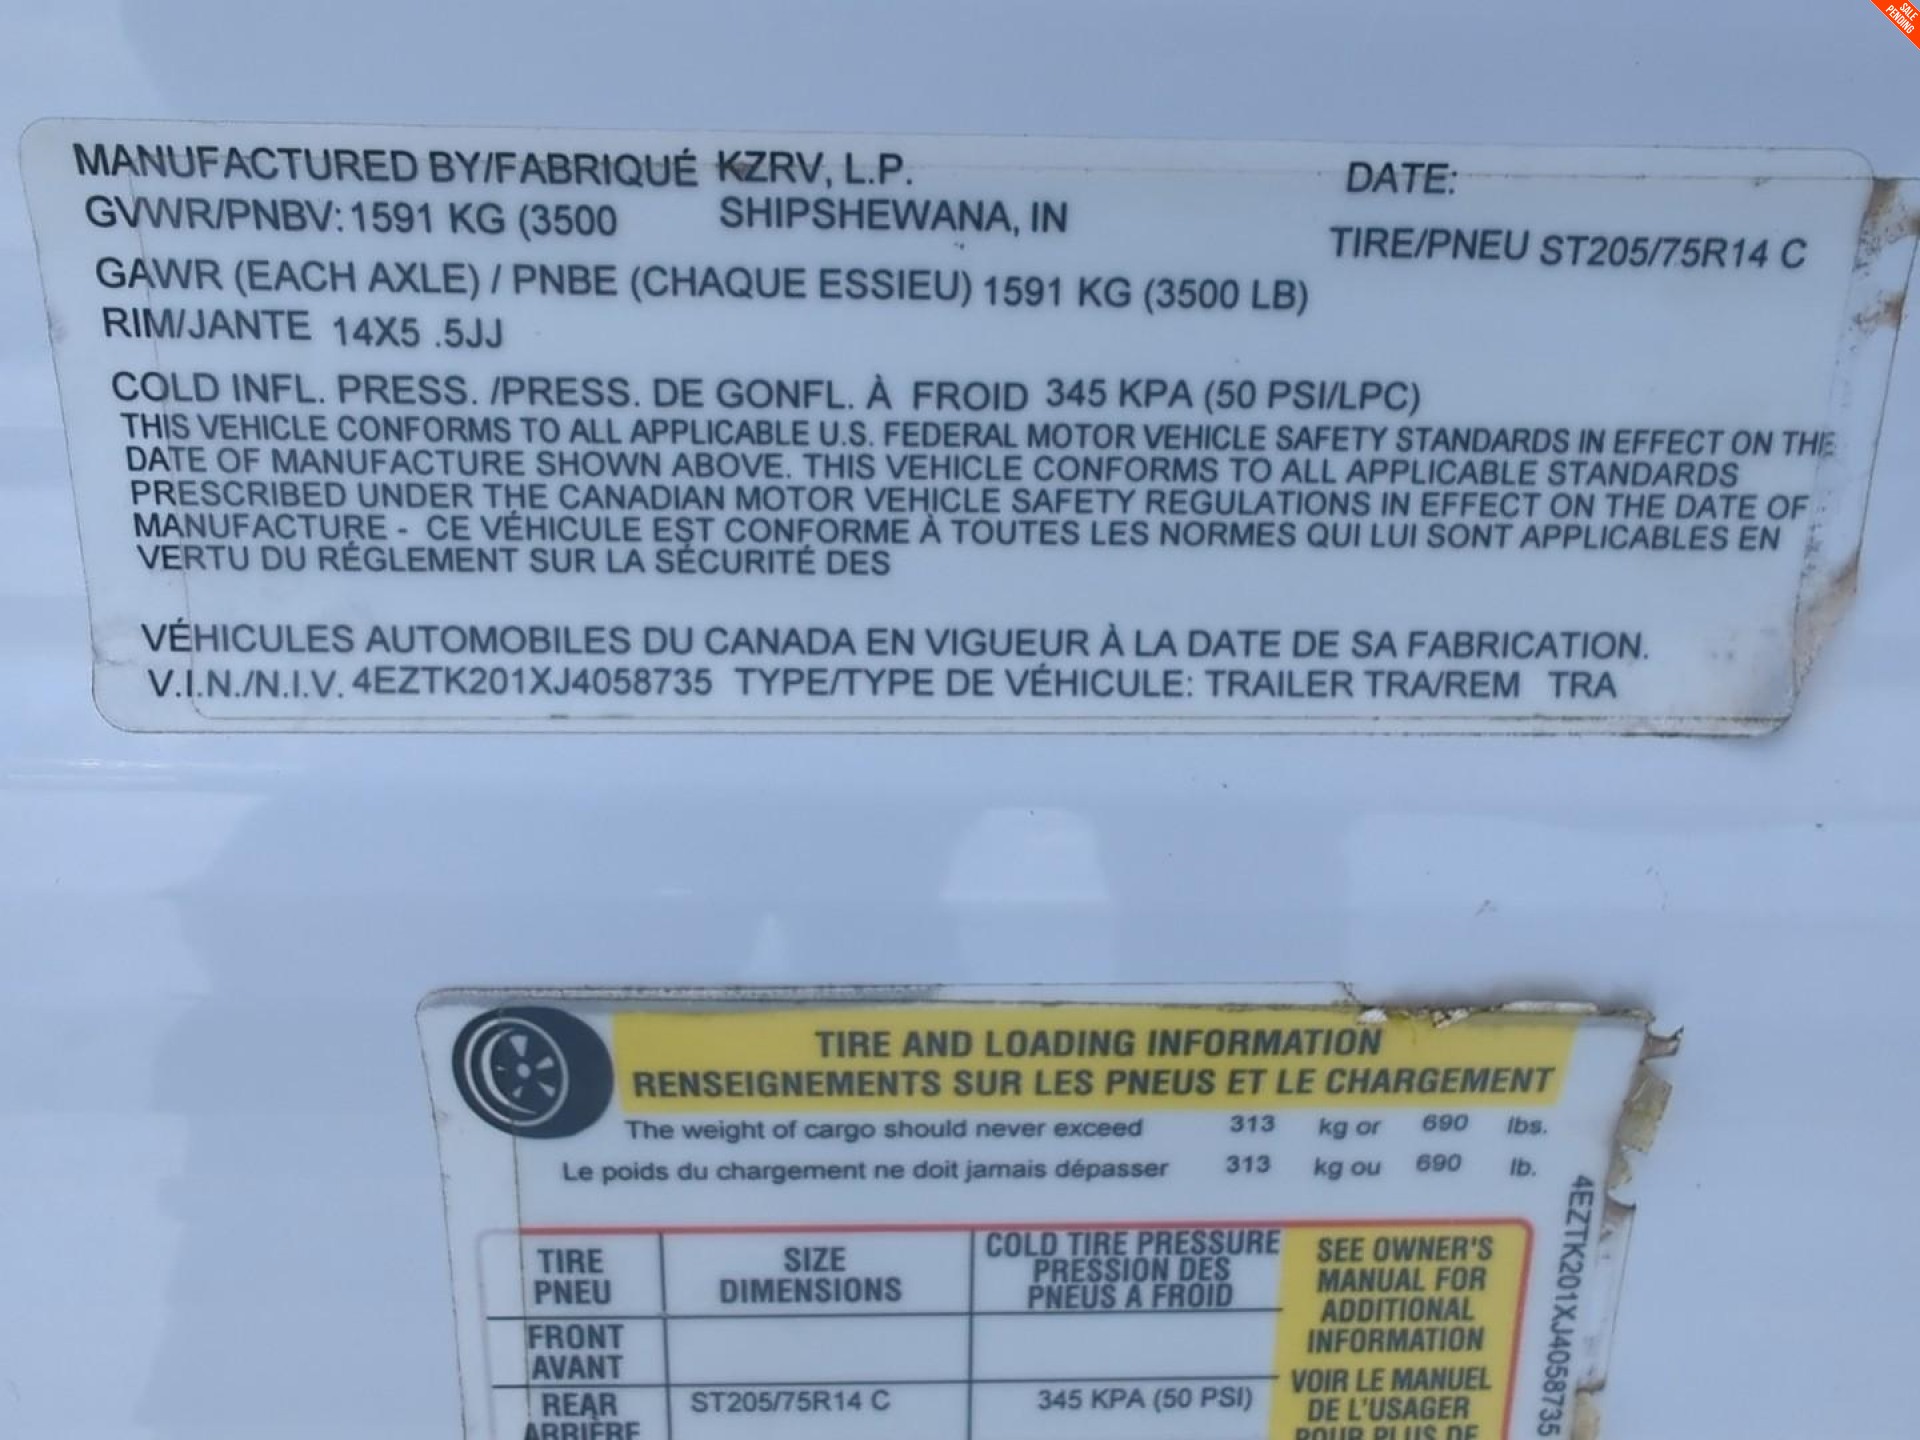 SALE
PENDING
MANUFACTURED BY/FABRIQUÉ KZRV, L.P. DATE:
GVWR/PNBV: 1591 KG (3500 SHIPSHEWANA, IN
TIRE/PNEU ST205/75R14 C
GAWR (EACH AXLE) / PNBE (CHAQUE ESSIEU) 1591 KG (3500 LB)
RIM/JANTE 14X5 .5JJ
COLD INFL. PRESS. /PRESS. DE GONFL. À FROID 345 KPA (50 PSI/LPC)
THIS VEHICLE CONFORMS TO ALL APPLICABLE U.S. FEDERAL MOTOR VEHICLE SAFETY STANDARDS IN EFFECT ON THE
DATE OF MANUFACTURE SHOWN ABOVE. THIS VEHICLE CONFORMS TO ALL APPLICABLE STANDARDS
PRESCRIBED UNDER THE CANADIAN MOTOR VEHICLE SAFETY REGULATIONS IN EFFECT ON THE DATE OF
MANUFACTURE - CE VÉHICULE EST CONFORME À TOUTES LES NORMES QUI LUI SONT APPLICABLES EN
VERTU DU RÉGLEMENT SUR LA SÉCURITÉ DES
VÉHICULES AUTOMOBILES DU CANADA EN VIGUEUR À LA DATE DE SA FABRICATION.
V.I.N./N.I.V. 4EZTK201XJ4058735 TYPE/TYPE DE VÉHICULE: TRAILER TRA/REM TRA
TIRE AND LOADING INFORMATION
RENSEIGNEMENTS SUR LES PNEUS ET LE CHARGEMENT
The weight of cargo should never exceed 313 kg or 690 lbs.
Le poids du chargement ne doit jamais dépasser 313 kg ou 690 lb.
TIRE
PNEU
SIZE
DIMENSIONS
COLD TIRE PRESSURE
PRESSION DES
PNEUS A FROID
FRONT
AVANT
REAR
ARRIÈRE
ST205/75R14 C
345 KPA (50 PSI)
SEE OWNER'S
MANUAL FOR
ADDITIONAL
INFORMATION
VOIR LE MANUEL
DE L'USAGER
POUR PLUS DE
4EZTK201XJ4058735